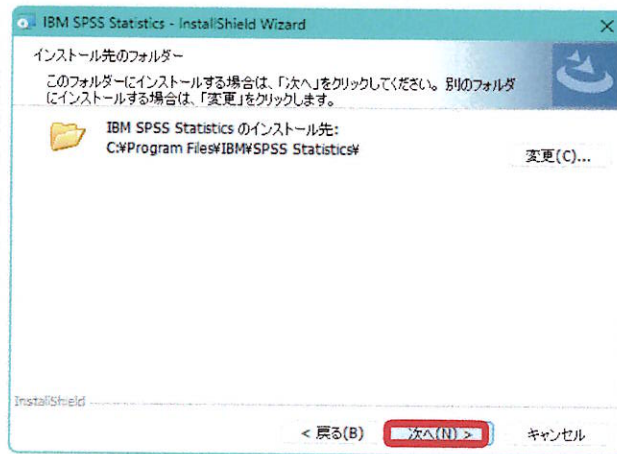 IBM SPSS Statistics - InstallShield Wizard
インストール先のフォルダー
このフォルダーにインストールする場合は、「次へ」をクリックしてください。別のフォルダ
にインストールする場合は、「変更」をクリックします。
IBM SPSS Statistics のインストール先:
C:¥Program Files¥IBM¥SPSS Statistics¥
変更(C)...
InstallShield
< 戻る(B)
次へ(N) >
キャンセル